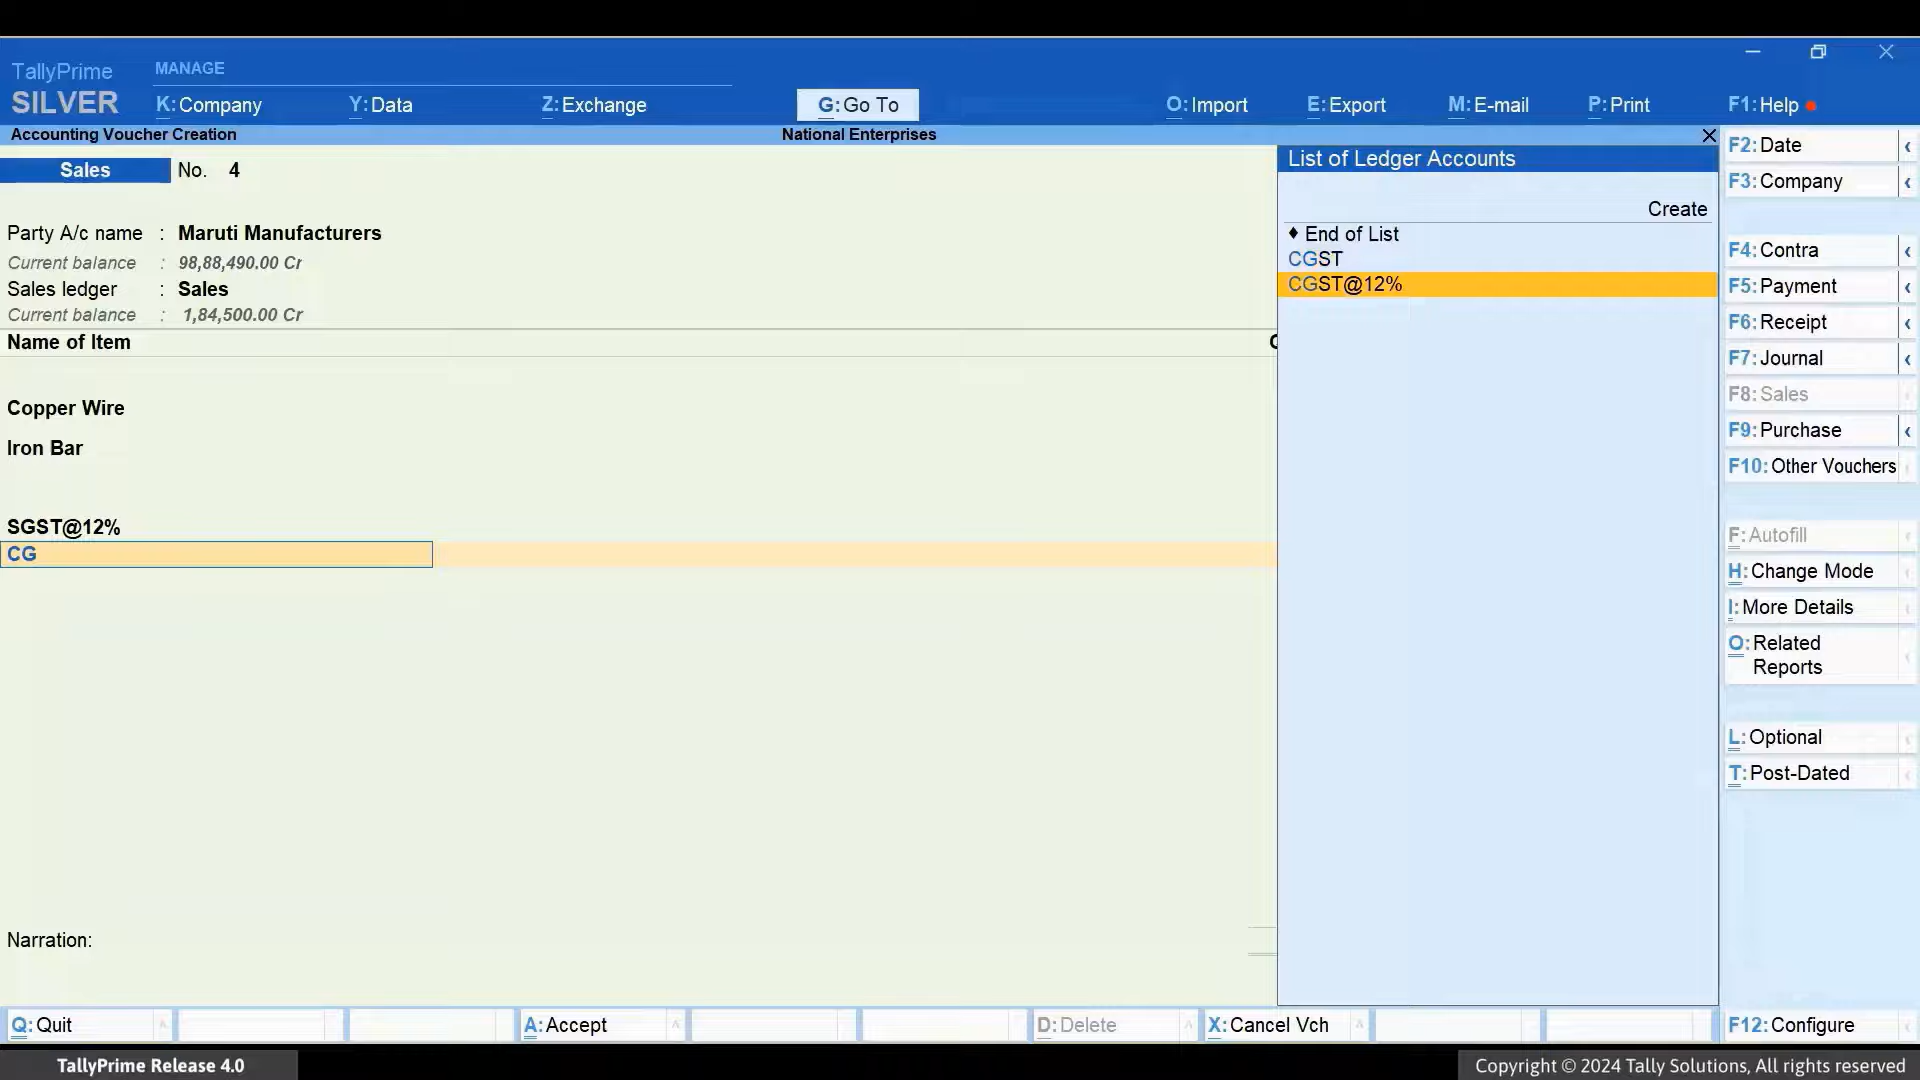 TallyPrime
MANAGE
SILVER
K: Company
Y: Data
Z: Exchange
G: Go To
O: Import
E: Export
M: E-mail
P: Print
F1: Help
Accounting Voucher Creation
National Enterprises
Sales No. 4
Party A/c name : Maruti Manufacturers
Current balance : 98,88,490.00 Cr
Sales ledger : Sales
Current balance : 1,84,500.00 Cr
Name of Item
Copper Wire
Iron Bar
SGST@12%
CG
Narration:
List of Ledger Accounts
Create
♦ End of List
CGST
CGST@12%
F2: Date
F3: Company
F4: Contra
F5: Payment
F6: Receipt
F7: Journal
F8: Sales
F9: Purchase
F10: Other Vouchers
F: Autofill
H: Change Mode
I: More Details
O: Related
Reports
L: Optional
T: Post-Dated
Q: Quit
A: Accept
D: Delete
X: Cancel Vch
F12: Configure
TallyPrime Release 4.0
Copyright © 2024 Tally Solutions, All rights reserved